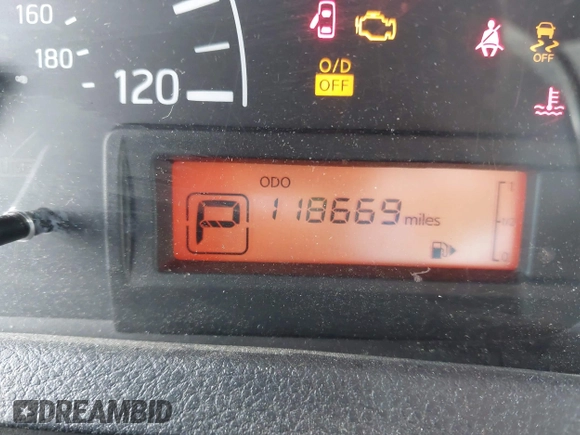 160
180
120
O/D
OFF
OFF
ODO
P 118669 miles
DREAMBID